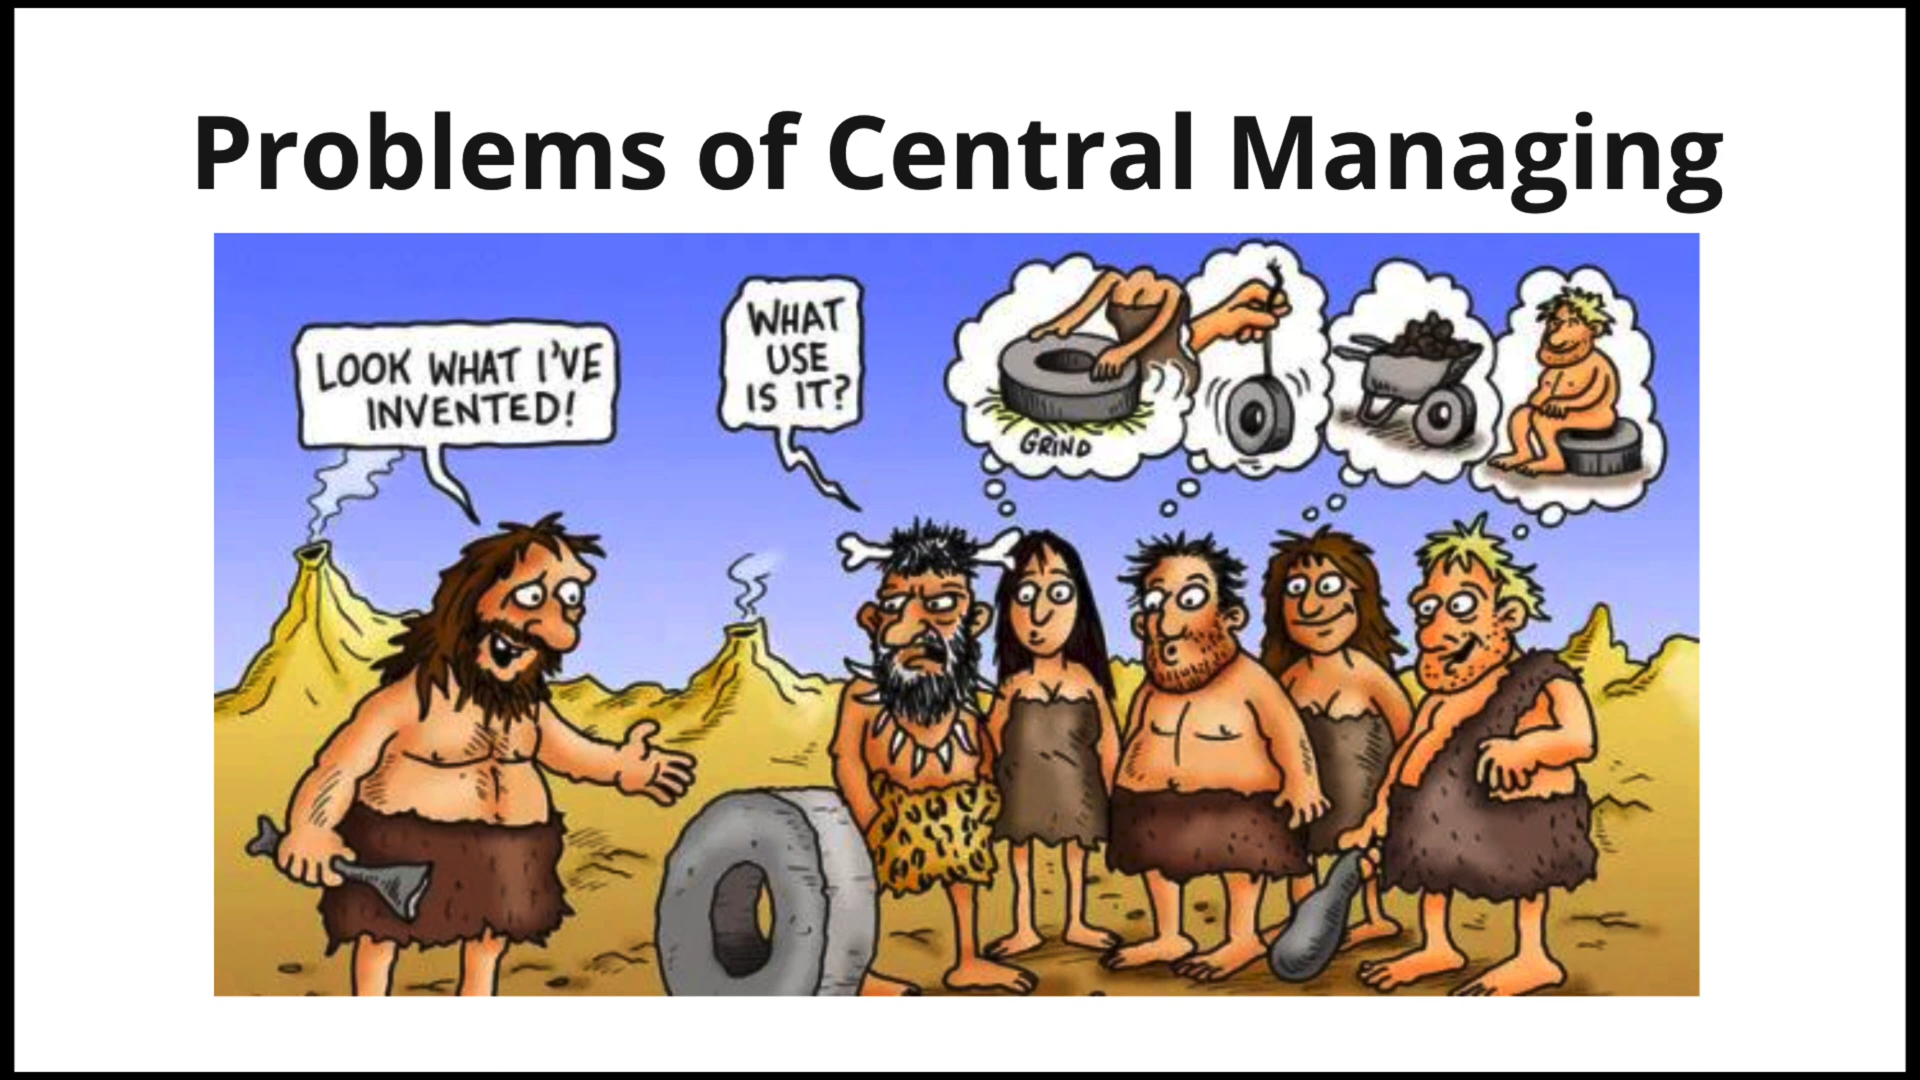 Problems of Central Managing
LOOK WHAT I'VE
INVENTED!
WHAT
USE
IS IT?
GRIND